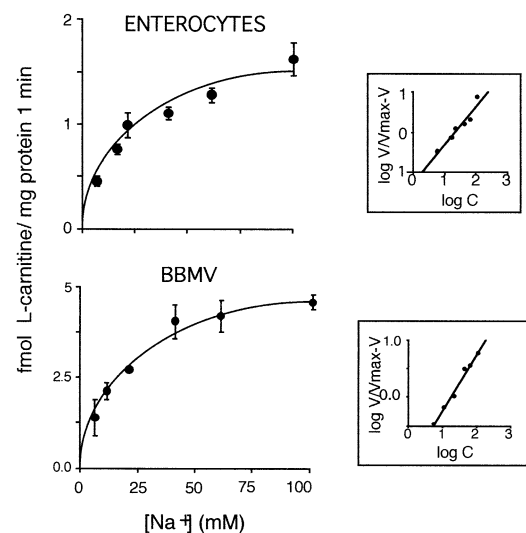 ENTEROCYTES
fmol L-carnitine/ mg protein 1 min
2
1
0
log V/Vmax-V
1
0
1
0 1 2 3
log C
BBMV
5
2.5
0.0
0 25 50 75 100
[Na+] (mM)
log V/Vmax-V
1.0
0.0
0 1 2 3
log C